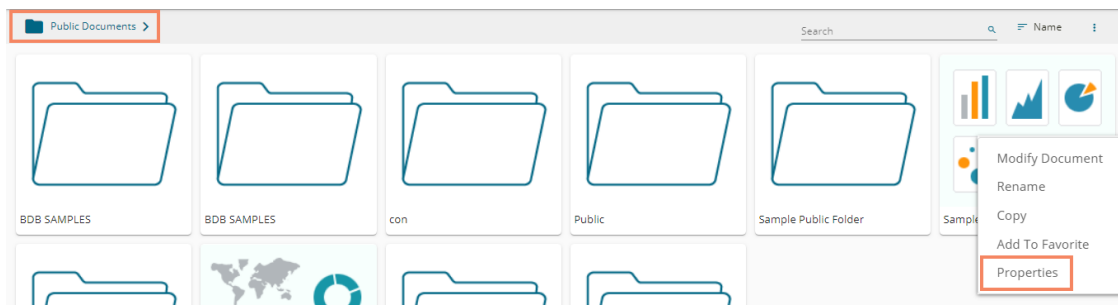 Public Documents
Search
Name
BDB SAMPLES
BDB SAMPLES
con
Public
Sample Public Folder
Sample
Modify Document
Rename
Copy
Add To Favorite
Properties